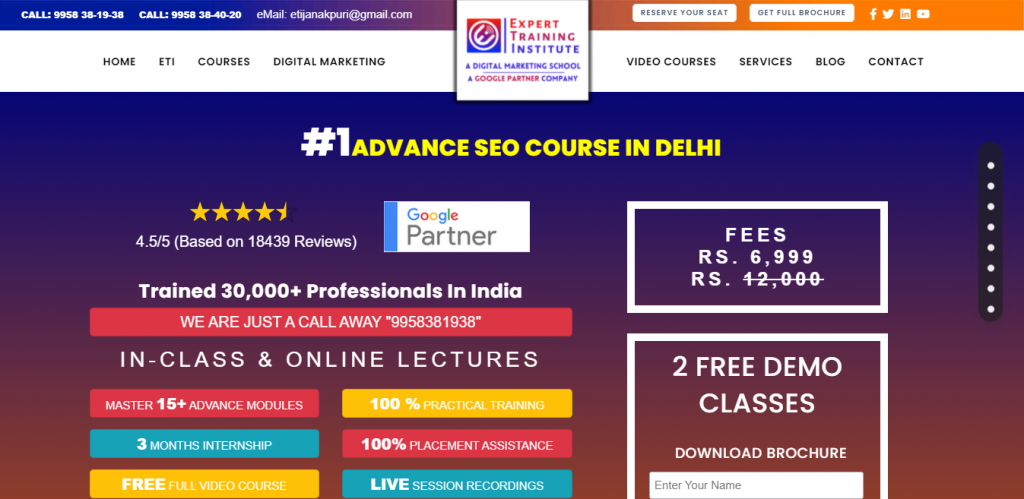 CALL: 9958 38-19-38 CALL: 9958 38-40-20 eMail: etijanakpuri@gmail.com
RESERVE YOUR SEAT GET FULL BROCHURE
EXPERT
TRAINING
INSTITUTE
A DIGITAL MARKETING SCHOOL
A GOOGLE PARTNER COMPANY
HOME ETI COURSES DIGITAL MARKETING
VIDEO COURSES SERVICES BLOG CONTACT
#1 ADVANCE SEO COURSE IN DELHI
4.5/5 (Based on 18439 Reviews)
Google
Partner
Trained 30,000+ Professionals In India
WE ARE JUST A CALL AWAY "9958381938"
IN-CLASS & ONLINE LECTURES
MASTER 15+ ADVANCE MODULES
100 % PRACTICAL TRAINING
3 MONTHS INTERNSHIP
100% PLACEMENT ASSISTANCE
FREE FULL VIDEO COURSE
LIVE SESSION RECORDINGS
FEES
RS. 6,999
RS. 12,000
2 FREE DEMO
CLASSES
DOWNLOAD BROCHURE
Enter Your Name